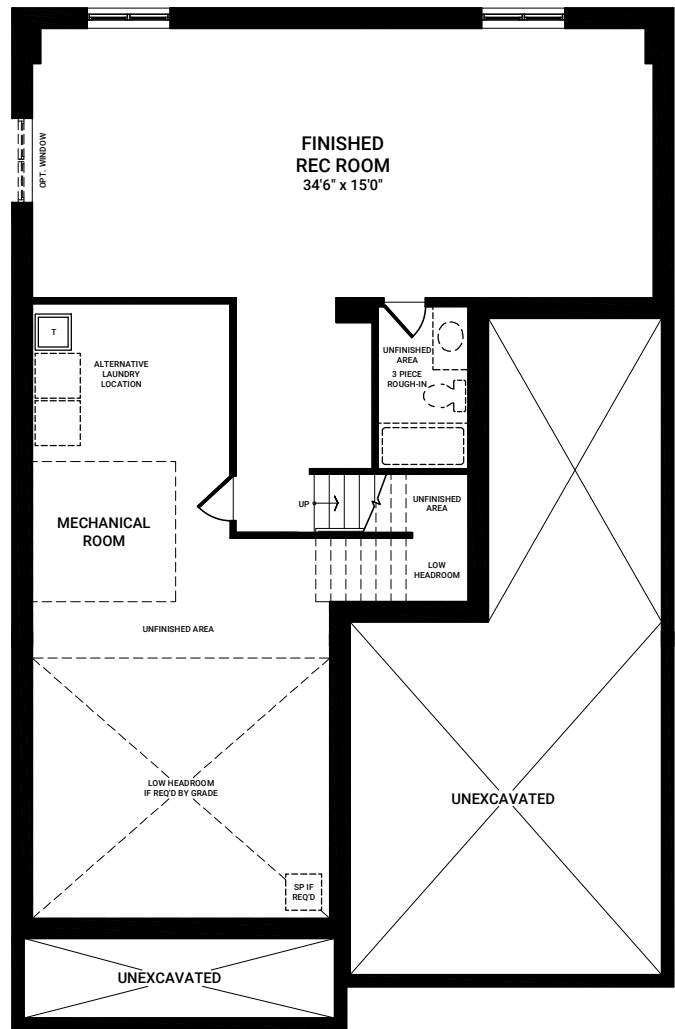 FINISHED
REC ROOM
34'6" x 15'0"
OPT. WINDOW
T
ALTERNATIVE
LAUNDRY
LOCATION
UNFINISHED
AREA
3 PIECE
ROUGH-IN
UP
UNFINISHED
AREA
MECHANICAL
ROOM
LOW
HEADROOM
UNFINISHED AREA
LOW HEADROOM
IF REQ'D BY GRADE
UNEXCAVATED
SP IF
REQ'D
UNEXCAVATED